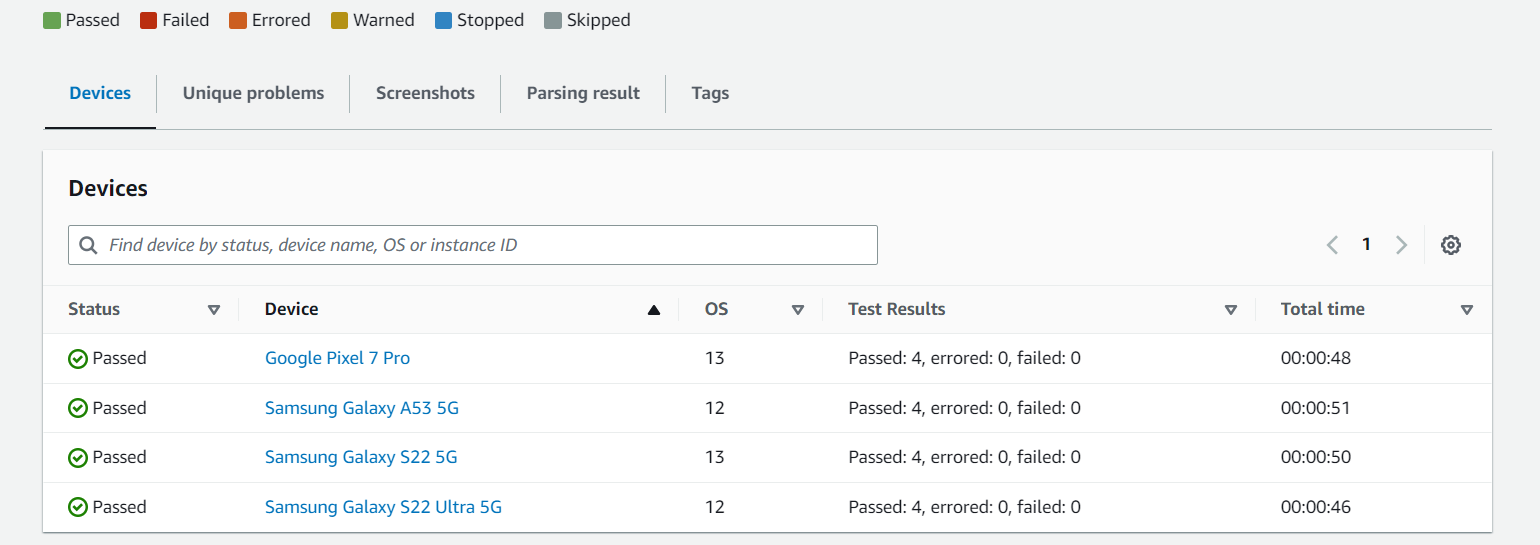 Passed Failed Errored Warned Stopped Skipped
Devices Unique problems Screenshots Parsing result Tags
Devices
Find device by status, device name, OS or instance ID 1
Status Device OS Test Results Total time
Passed Google Pixel 7 Pro 13 Passed: 4, errored: 0, failed: 0 00:00:48
Passed Samsung Galaxy A53 5G 12 Passed: 4, errored: 0, failed: 0 00:00:51
Passed Samsung Galaxy S22 5G 13 Passed: 4, errored: 0, failed: 0 00:00:50
Passed Samsung Galaxy S22 Ultra 5G 12 Passed: 4, errored: 0, failed: 0 00:00:46